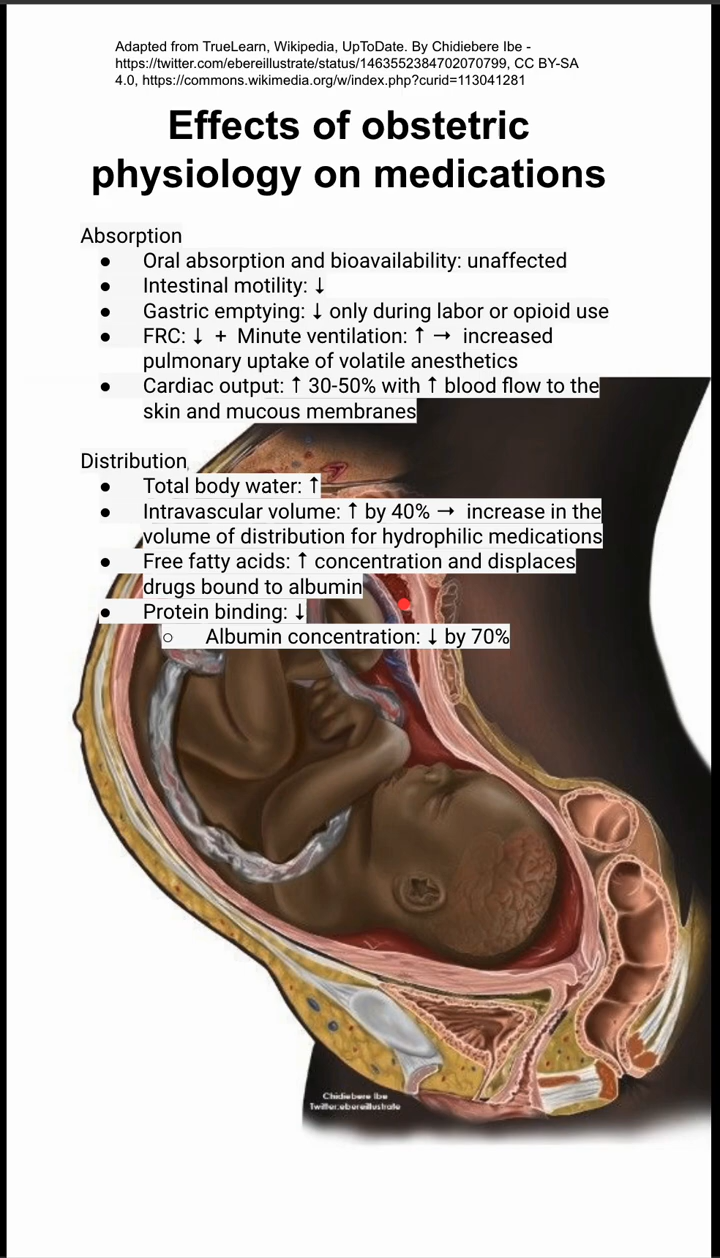 Adapted from TrueLearn, Wikipedia, UpToDate. By Chidiebere Ibe -
https://twitter.com/ebereillustrate/status/1463552384702070799, CC BY-SA
4.0, https://commons.wikimedia.org/w/index.php?curid=113041281
Effects of obstetric
physiology on medications
Absorption
● Oral absorption and bioavailability: unaffected
● Intestinal motility: ↓
● Gastric emptying: ↓ only during labor or opioid use
● FRC: ↓ + Minute ventilation: ↑ → increased
pulmonary uptake of volatile anesthetics
● Cardiac output: ↑ 30-50% with ↑ blood flow to the
skin and mucous membranes
Distribution
● Total body water: ↑
● Intravascular volume: ↑ by 40% → increase in the
volume of distribution for hydrophilic medications
● Free fatty acids: ↑ concentration and displaces
drugs bound to albumin
● Protein binding: ↓
○ Albumin concentration: ↓ by 70%
Chidiebere Ibe
Twitter:ebereillustrate